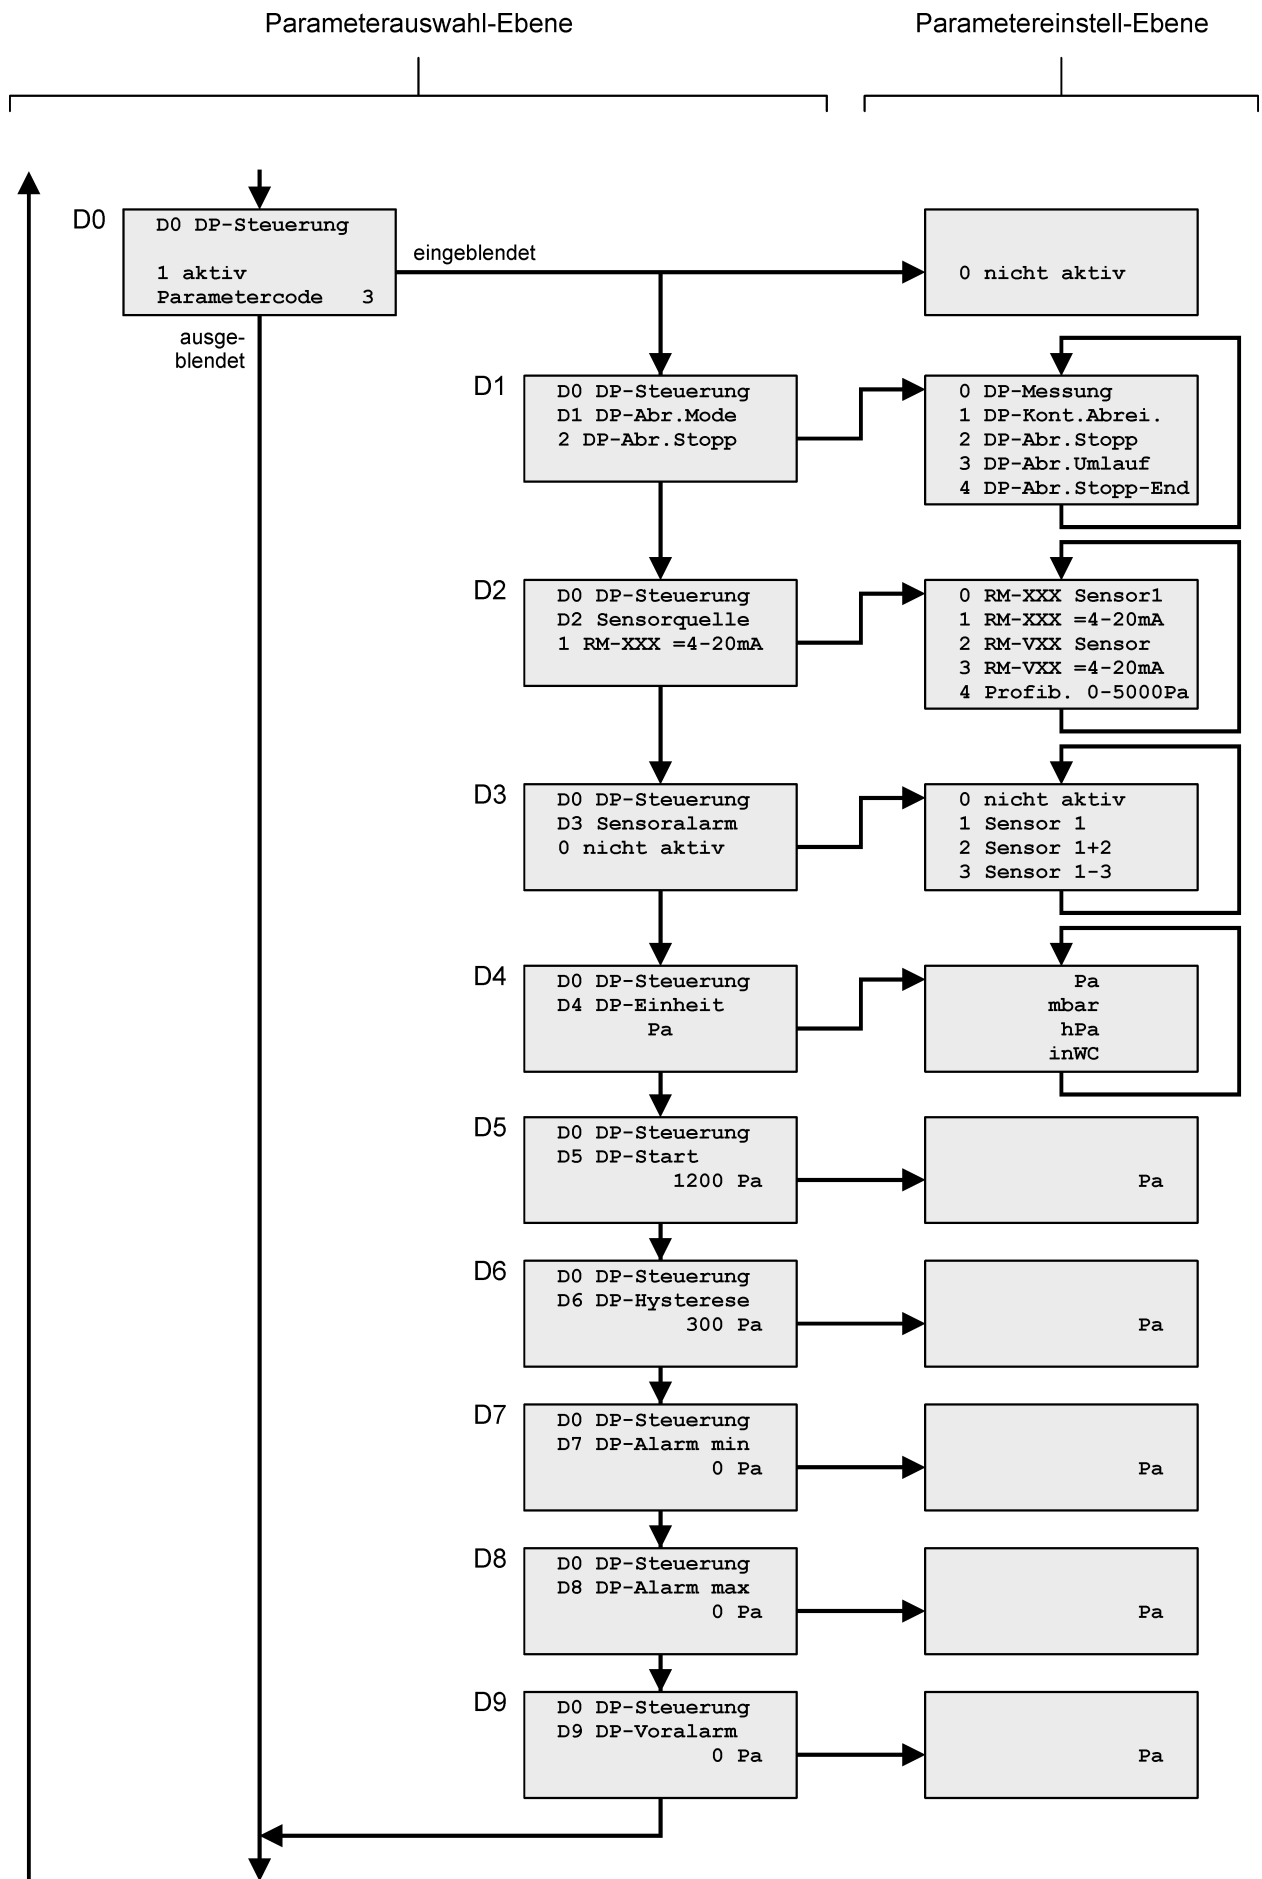 Parameterauswahl-Ebene
Parametereinstell-Ebene
D0
D0 DP-Steuerung
1 aktiv
Parametercode 3
eingeblendet
0 nicht aktiv
ausge-
blendet
D1
D0 DP-Steuerung
D1 DP-Abr.Mode
2 DP-Abr.Stopp
0 DP-Messung
1 DP-Kont.Abrei.
2 DP-Abr.Stopp
3 DP-Abr.Umlauf
4 DP-Abr.Stopp-End
D2
D0 DP-Steuerung
D2 Sensorquelle
1 RM-XXX =4-20mA
0 RM-XXX Sensor1
1 RM-XXX =4-20mA
2 RM-VXX Sensor
3 RM-VXX =4-20mA
4 Profib. 0-5000Pa
D3
D0 DP-Steuerung
D3 Sensoralarm
0 nicht aktiv
0 nicht aktiv
1 Sensor 1
2 Sensor 1+2
3 Sensor 1-3
D4
D0 DP-Steuerung
D4 DP-Einheit
Pa
Pa
mbar
hPa
inWC
D5
D0 DP-Steuerung
D5 DP-Start
1200 Pa
Pa
D6
D0 DP-Steuerung
D6 DP-Hysterese
300 Pa
Pa
D7
D0 DP-Steuerung
D7 DP-Alarm min
0 Pa
Pa
D8
D0 DP-Steuerung
D8 DP-Alarm max
0 Pa
Pa
D9
D0 DP-Steuerung
D9 DP-Voralarm
0 Pa
Pa